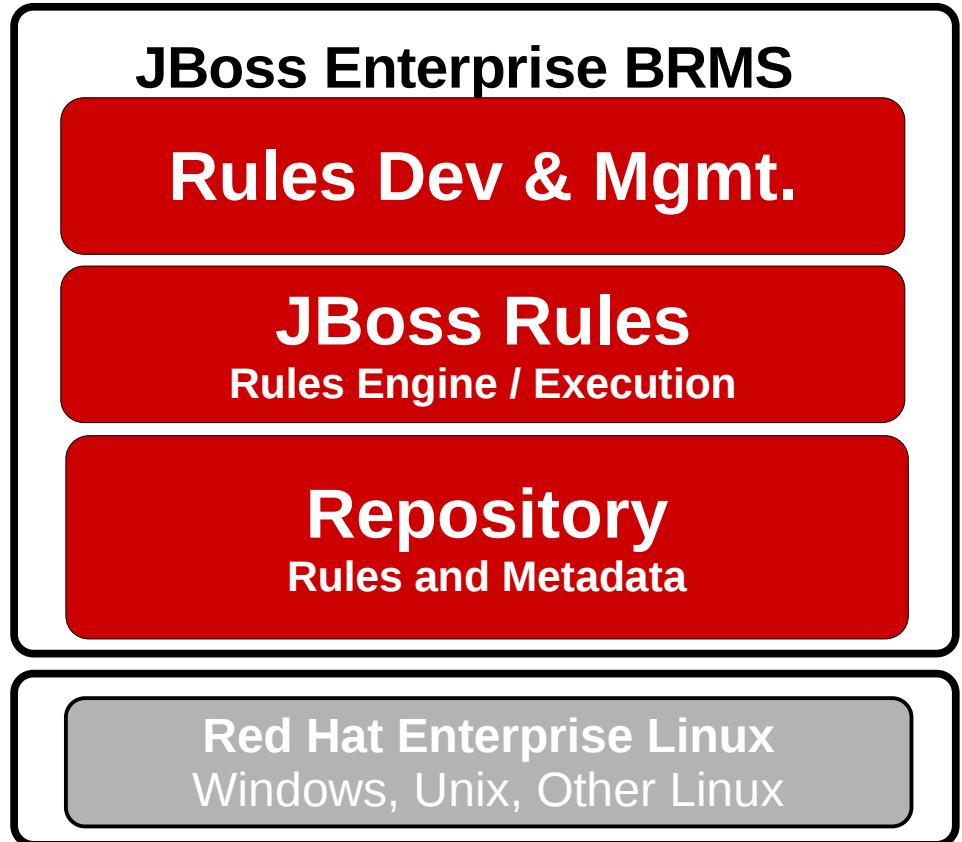 JBoss Enterprise BRMS
Rules Dev & Mgmt.
JBoss Rules
Rules Engine / Execution
Repository
Rules and Metadata
Red Hat Enterprise Linux
Windows, Unix, Other Linux